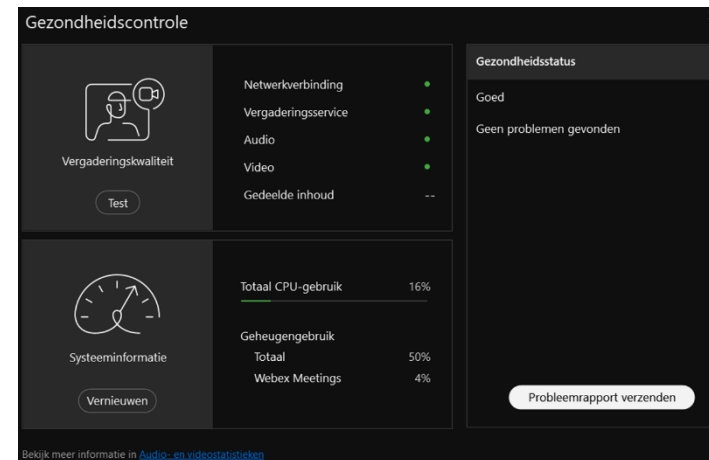 Gezondheidscontrole
Vergaderingskwaliteit
Test
Netwerkverbinding
Vergaderingsservice
Audio
Video
Gedeelde inhoud --
Systeeminformatie
Vernieuwen
Totaal CPU-gebruik 16%
Geheugengebruik
Totaal 50%
Webex Meetings 4%
Gezondheidsstatus
Goed
Geen problemen gevonden
Probleemrapport verzenden
Bekijk meer informatie in Audio- en videostatistieken